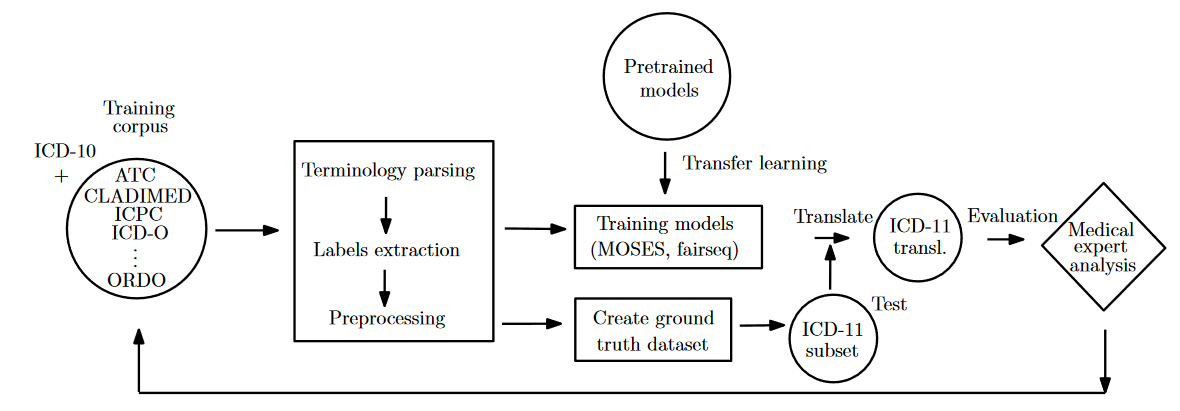 Training
corpus
ICD-10
+
ATC
CLADIMED
ICPC
ICD-O
⋮
ORDO
Terminology parsing
Labels extraction
Preprocessing
Pretrained
models
Transfer learning
Training models
(MOSES, fairseq)
Create ground
truth dataset
Translate
ICD-11
subset
Test
ICD-11
transl.
Evaluation
Medical
expert
analysis